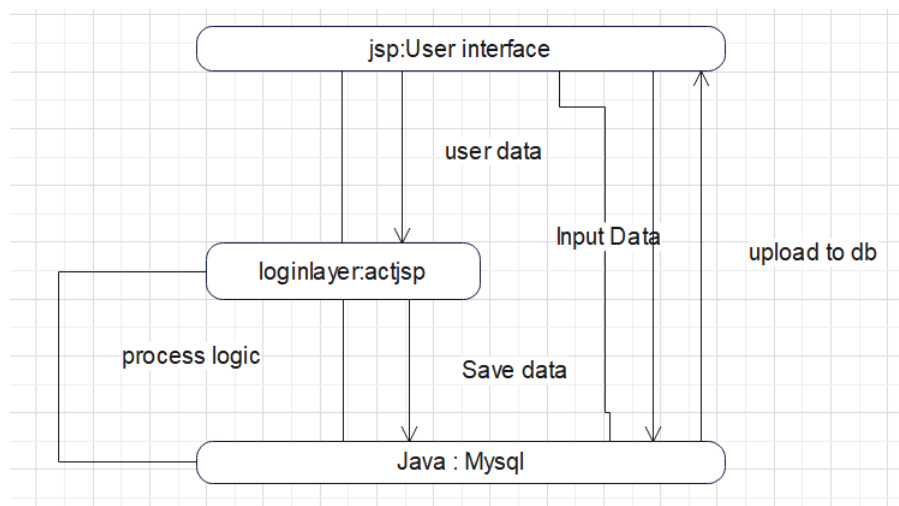 jsp:User interface
user data
Input Data
upload to db
loginlayer:actjsp
process logic
Save data
Java : Mysql